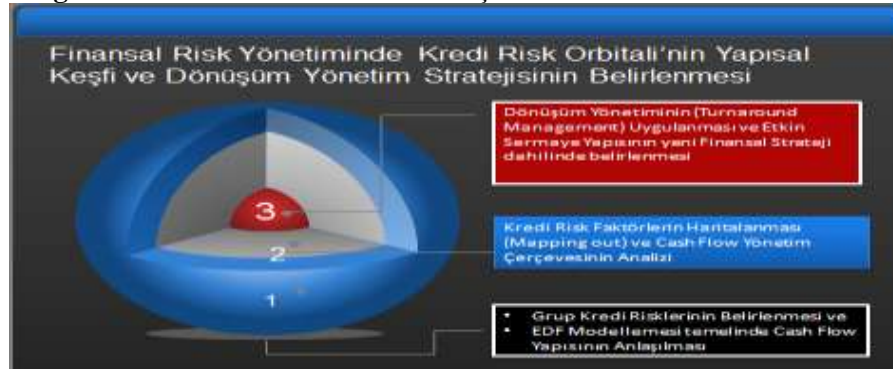 Finansal Risk Yönetiminde Kredi Risk Orbitali'nin Yapısal
Keşfi ve Dönüşüm Yönetim Stratejisinin Belirlenmesi
Dönüşüm Yönetiminin (Turnaround
Management) Uygulanması ve Etkin
Sermaye Yapısının yeni Finansal Strateji
dahilinde belirlenmesi
3
Kredi Risk Faktörlerin Haritalanması
(Mapping out) ve Cash Flow Yönetim
Çerçevesinin Analizi
2
1
• Grup Kredi Risklerinin Belirlenmesi ve
• EDF Modellemesi temelinde Cash Flow
Yapısının Anlaşılması